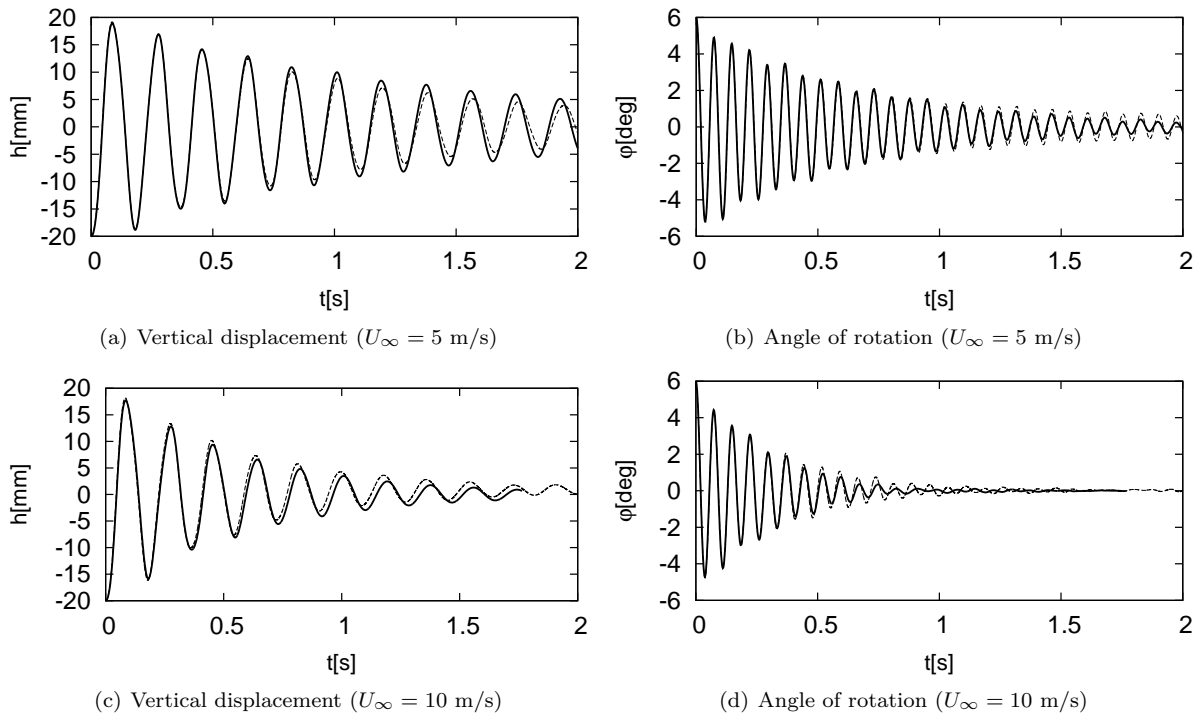 20
15
10
5
0
-5
-10
-15
-20
h[mm]
0 0.5 1 1.5 2
t[s]
(a) Vertical displacement (U∞ = 5 m/s)
6
4
2
0
-2
-4
-6
φ[deg]
0 0.5 1 1.5 2
t[s]
(b) Angle of rotation (U∞ = 5 m/s)
20
15
10
5
0
-5
-10
-15
-20
h[mm]
0 0.5 1 1.5 2
t[s]
(c) Vertical displacement (U∞ = 10 m/s)
6
4
2
0
-2
-4
-6
φ[deg]
0 0.5 1 1.5 2
t[s]
(d) Angle of rotation (U∞ = 10 m/s)